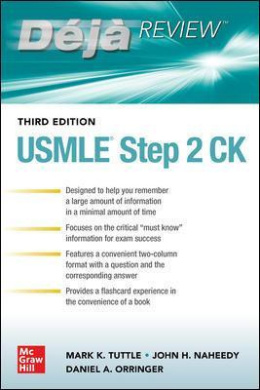 Déjà REVIEW™
THIRD EDITION
USMLE® Step 2 CK
Designed to help you remember
a large amount of information
in a minimal amount of time
Focuses on the critical “must know”
information for exam success
Features a convenient two-column
format with a question and the
corresponding answer
Provides a flashcard experience in
the convenience of a book
Mc
Graw
Hill
MARK K. TUTTLE • JOHN H. NAHEEDY
DANIEL A. ORRINGER